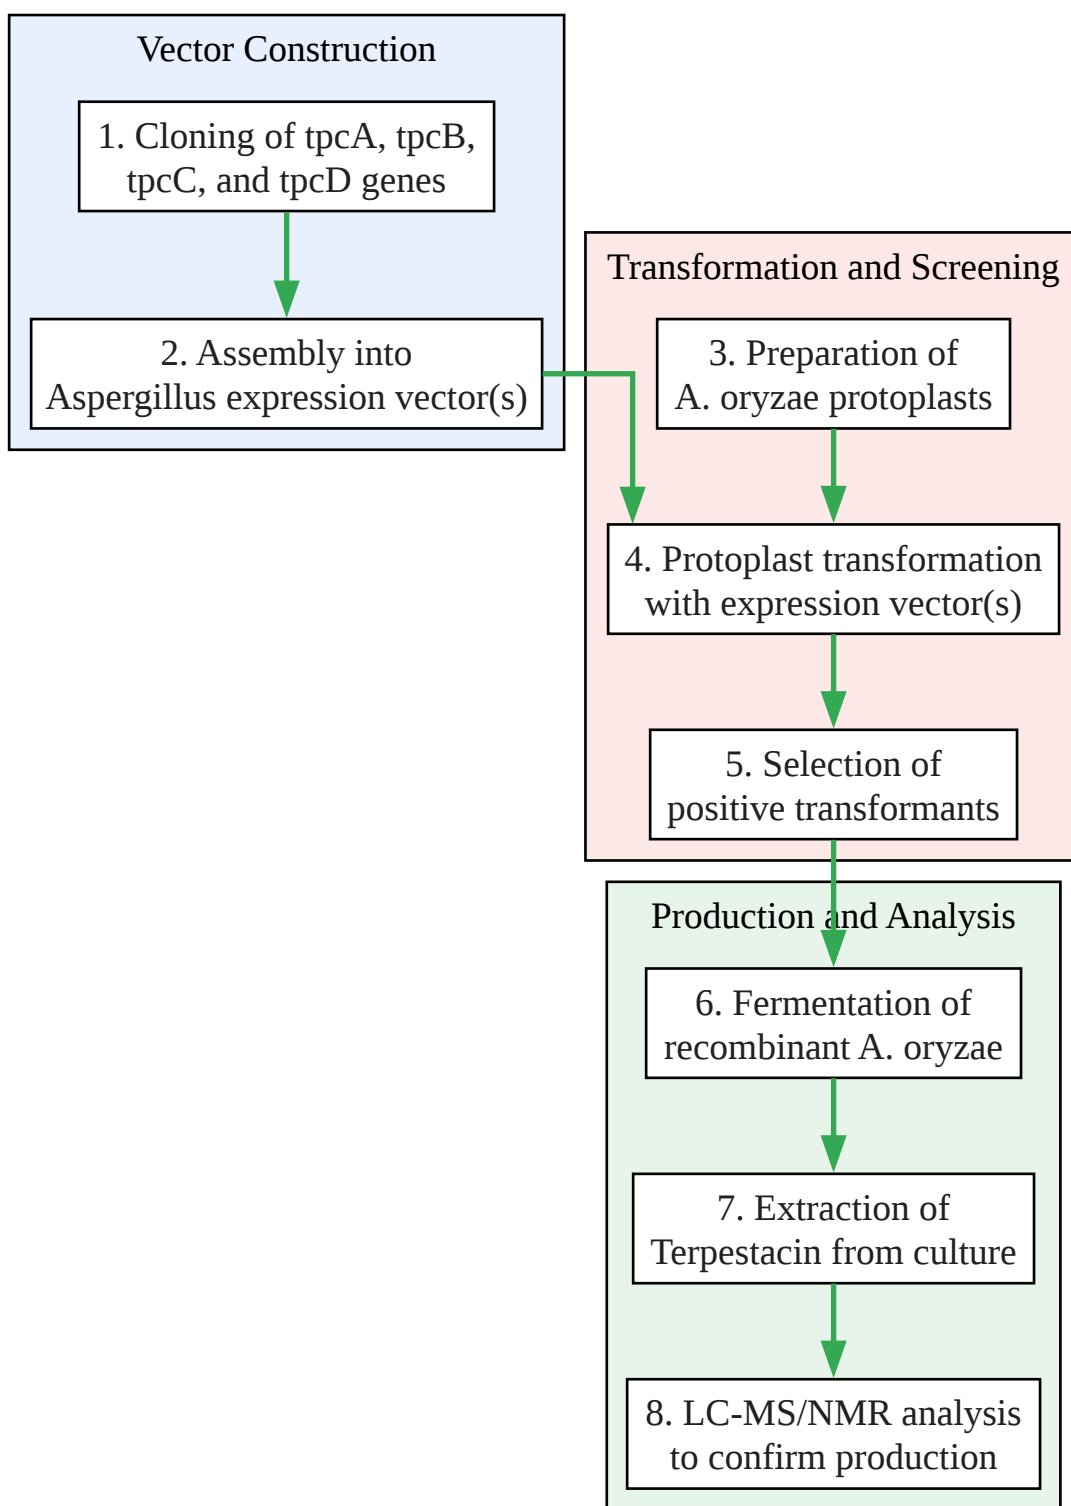 Vector Construction
1. Cloning of tpcA, tpcB,
tpcC, and tpcD genes
2. Assembly into
Aspergillus expression vector(s)
Transformation and Screening
3. Preparation of
A. oryzae protoplasts
4. Protoplast transformation
with expression vector(s)
5. Selection of
positive transformants
Production and Analysis
6. Fermentation of
recombinant A. oryzae
7. Extraction of
Terpestacin from culture
8. LC-MS/NMR analysis
to confirm production